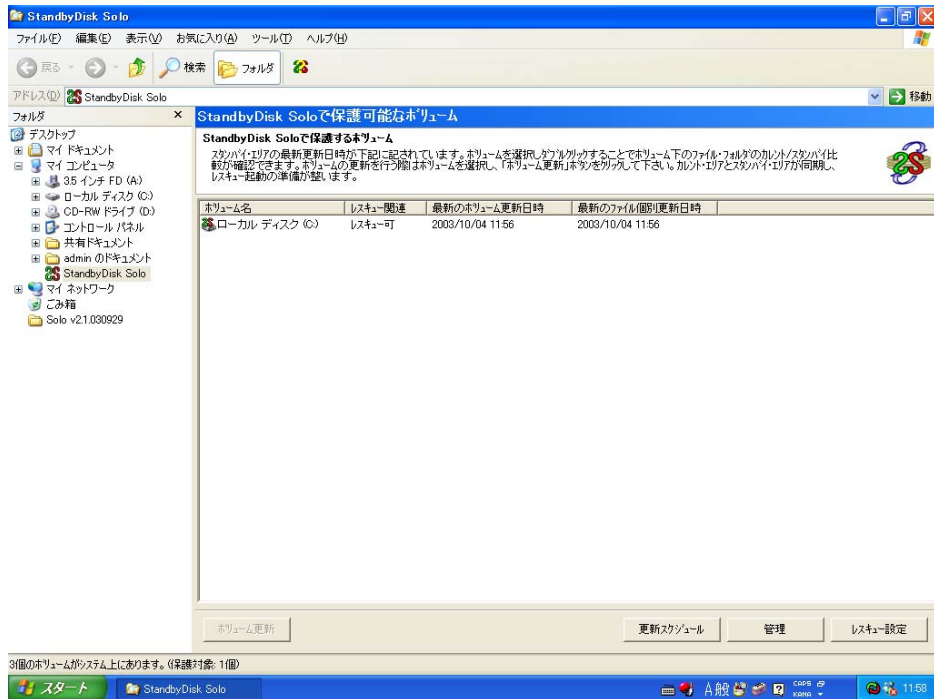 StandbyDisk Solo
ファイル(F) 編集(E) 表示(V) お気に入り(A) ツール(T) ヘルプ(H)
戻る 検索 フォルダ
アドレス(D) StandbyDisk Solo 移動
フォルダ ×
デスクトップ
マイ ドキュメント
マイ コンピュータ
3.5 インチ FD (A:)
ローカル ディスク (C:)
CD-RW ドライブ (D:)
コントロール パネル
共有ドキュメント
admin のドキュメント
StandbyDisk Solo
マイ ネットワーク
ごみ箱
Solo v2.1.030929
StandbyDisk Soloで保護可能なボリューム
StandbyDisk Soloで保護するボリューム
スタンバイ・エリアの最新更新日時が下記に記されています。ボリュームを選択しダブルクリックすることでボリューム下のファイル・フォルダのカレント/スタンバイ比
較が確認できます。ボリュームの更新を行う際はボリュームを選択し、「ボリューム更新」ボタンをクリックして下さい。カレント・エリアとスタンバイ・エリアが同期し、
レスキュー起動の準備が整います。
ボリューム名 レスキュー関連 最新のボリューム更新日時 最新のファイル個別更新日時
ローカル ディスク (C:) レスキュー可 2003/10/04 11:56 2003/10/04 11:56
ボリューム更新 更新スケジュール 管理 レスキュー設定
3個のボリュームがシステム上にあります。(保護対象: 1個)
スタート StandbyDisk Solo A 般 CAPS KANA 11:58